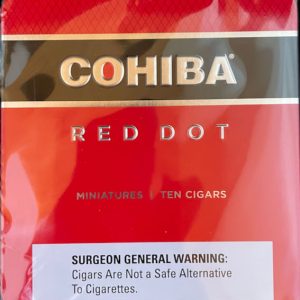 COHIBA®
RED DOT
MINIATURES | TEN CIGARS
SURGEON GENERAL WARNING:
Cigars Are Not a Safe Alternative
To Cigarettes.